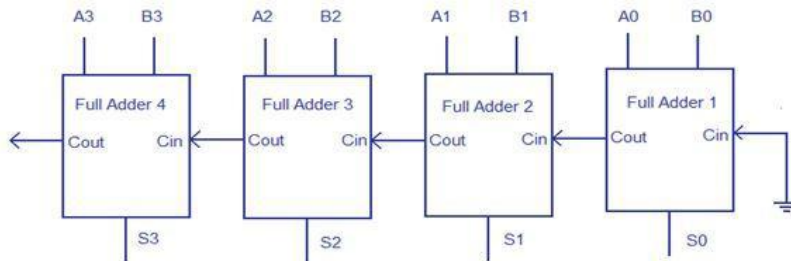 A3 B3 A2 B2 A1 B1 A0 B0
Full Adder 4 Full Adder 3 Full Adder 2 Full Adder 1
Cout Cin Cout Cin Cout Cin Cout Cin
S3 S2 S1 S0